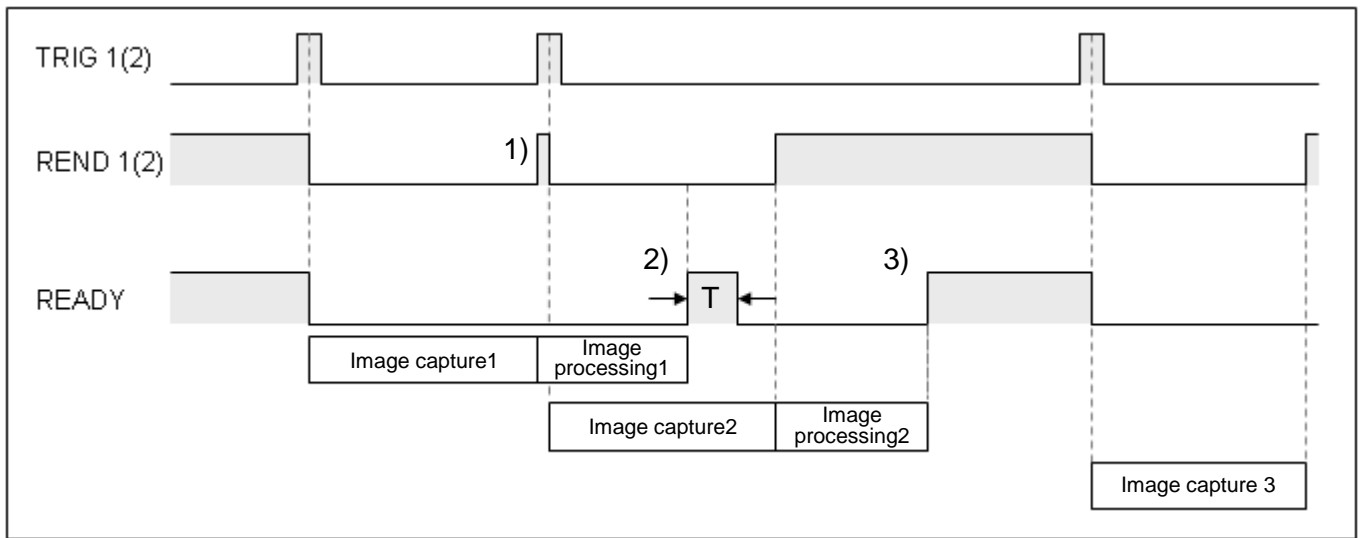 TRIG 1(2)
REND 1(2)
1)
READY
2)
T
3)
Image capture1
Image
processing1
Image capture2
Image
processing2
Image capture 3